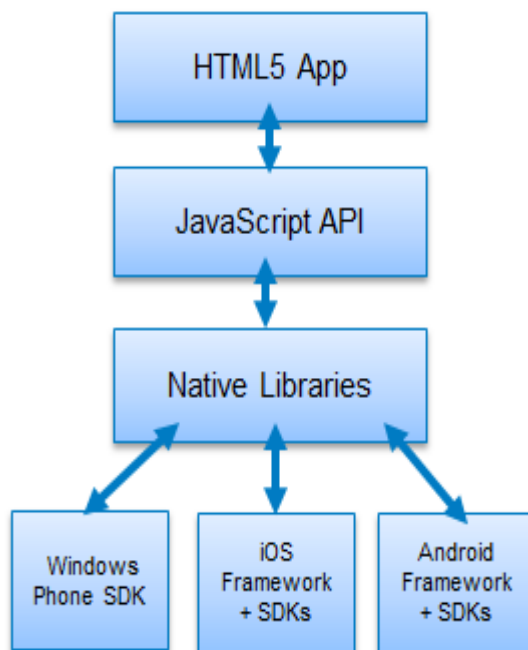 HTML5 App
JavaScript API
Native Libraries
Windows
Phone SDK
iOS
Framework
+ SDKs
Android
Framework
+ SDKs